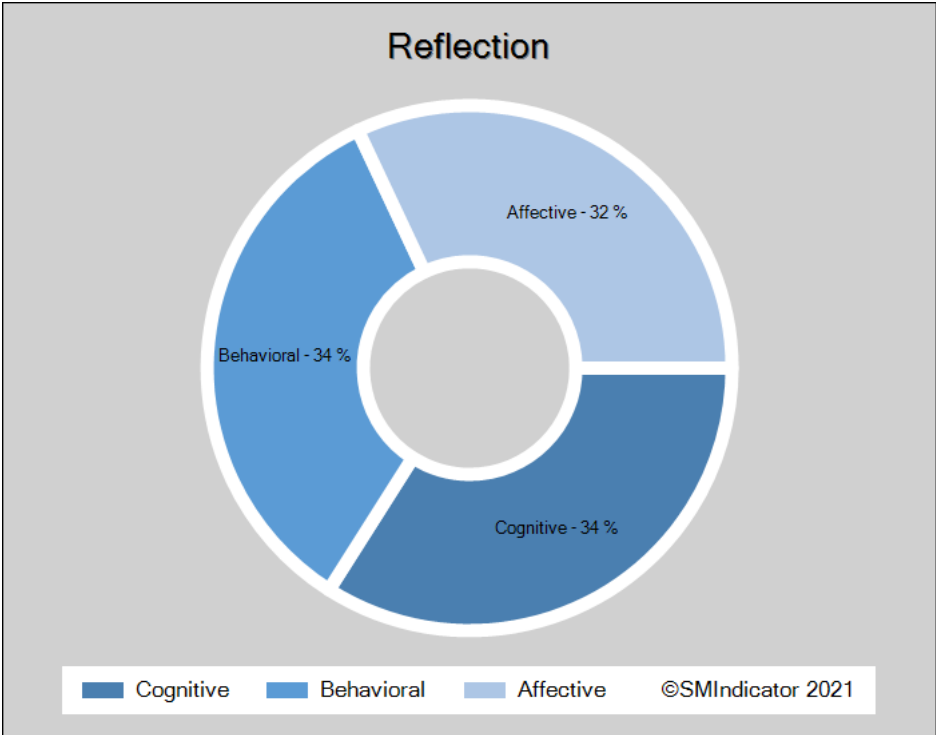 Reflection
Affective - 32 %
Behavioral - 34 %
Cognitive - 34 %
Cognitive Behavioral Affective ©SMIndicator 2021